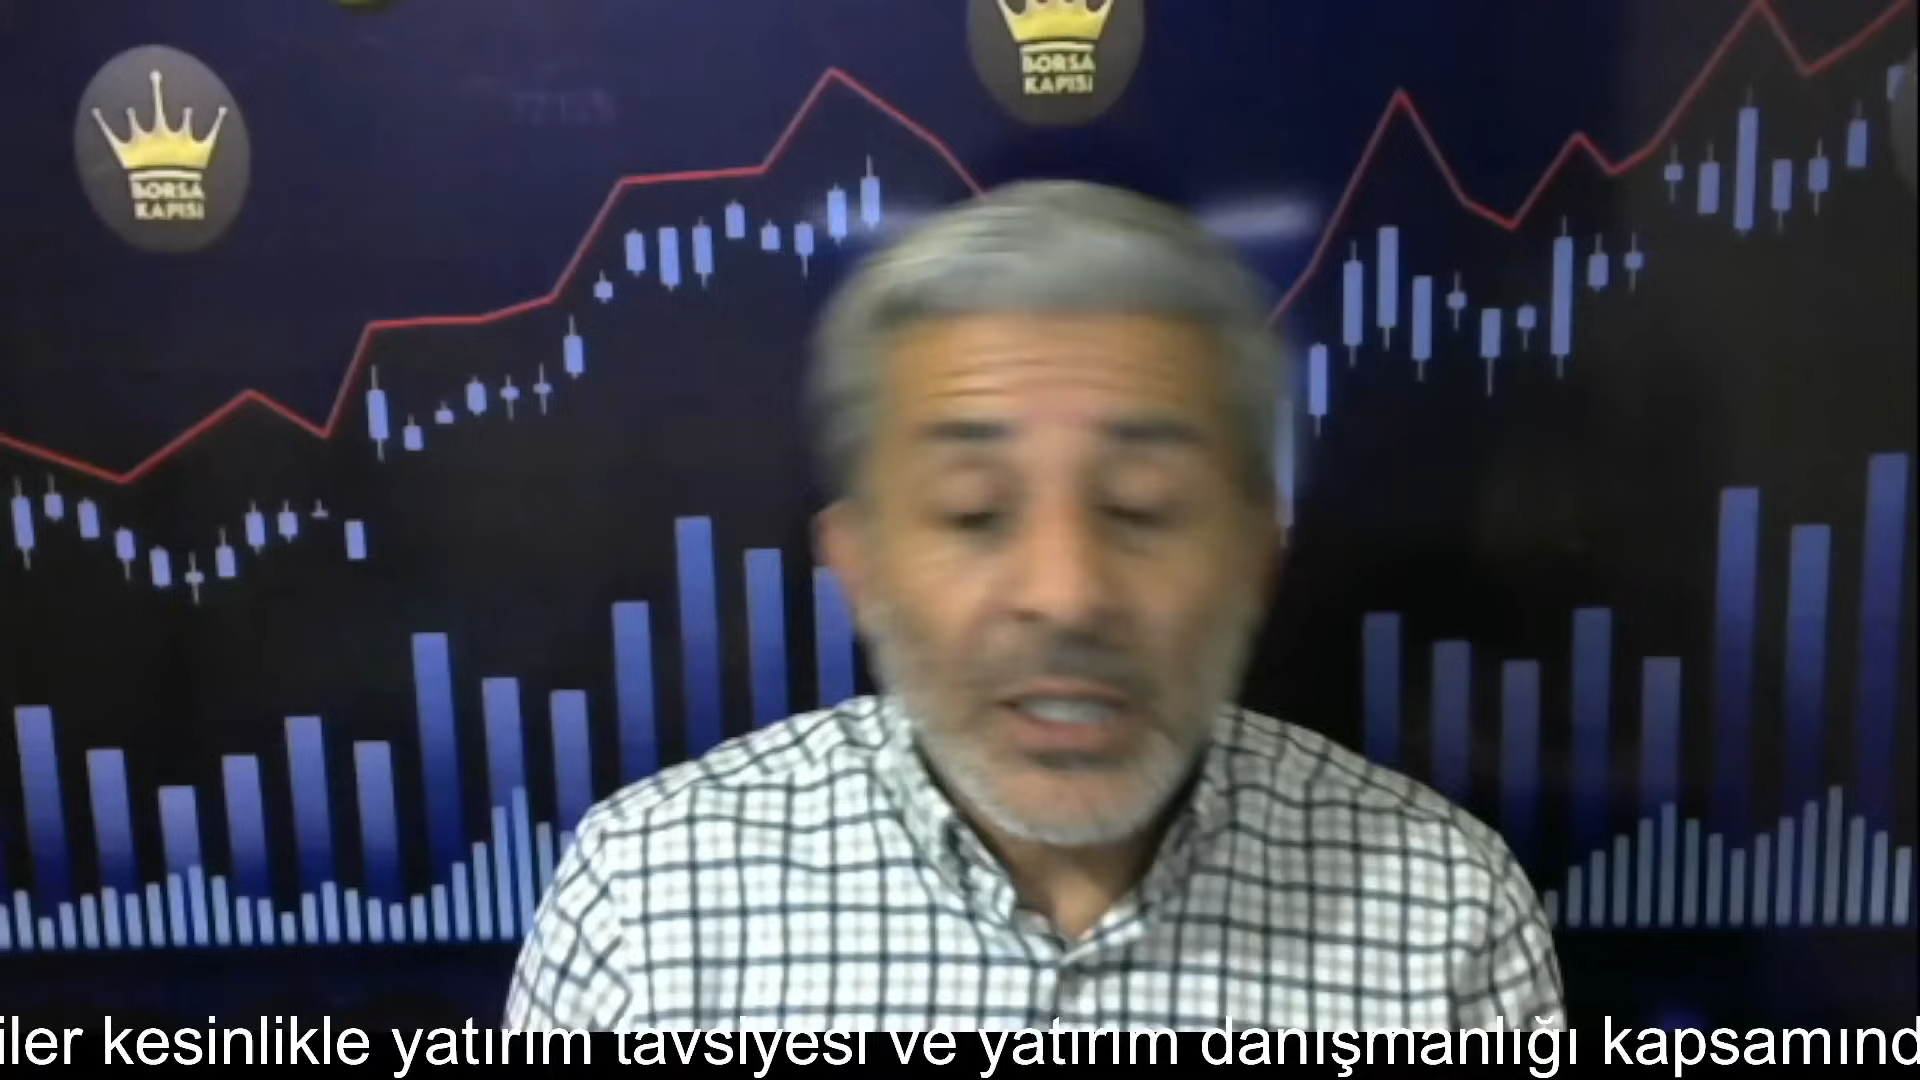 BORSA
KAPISI
BORSA
KAPISI
iler kesinlikle yatırım tavsiyesi ve yatırım danışmanlığı kapsamınd